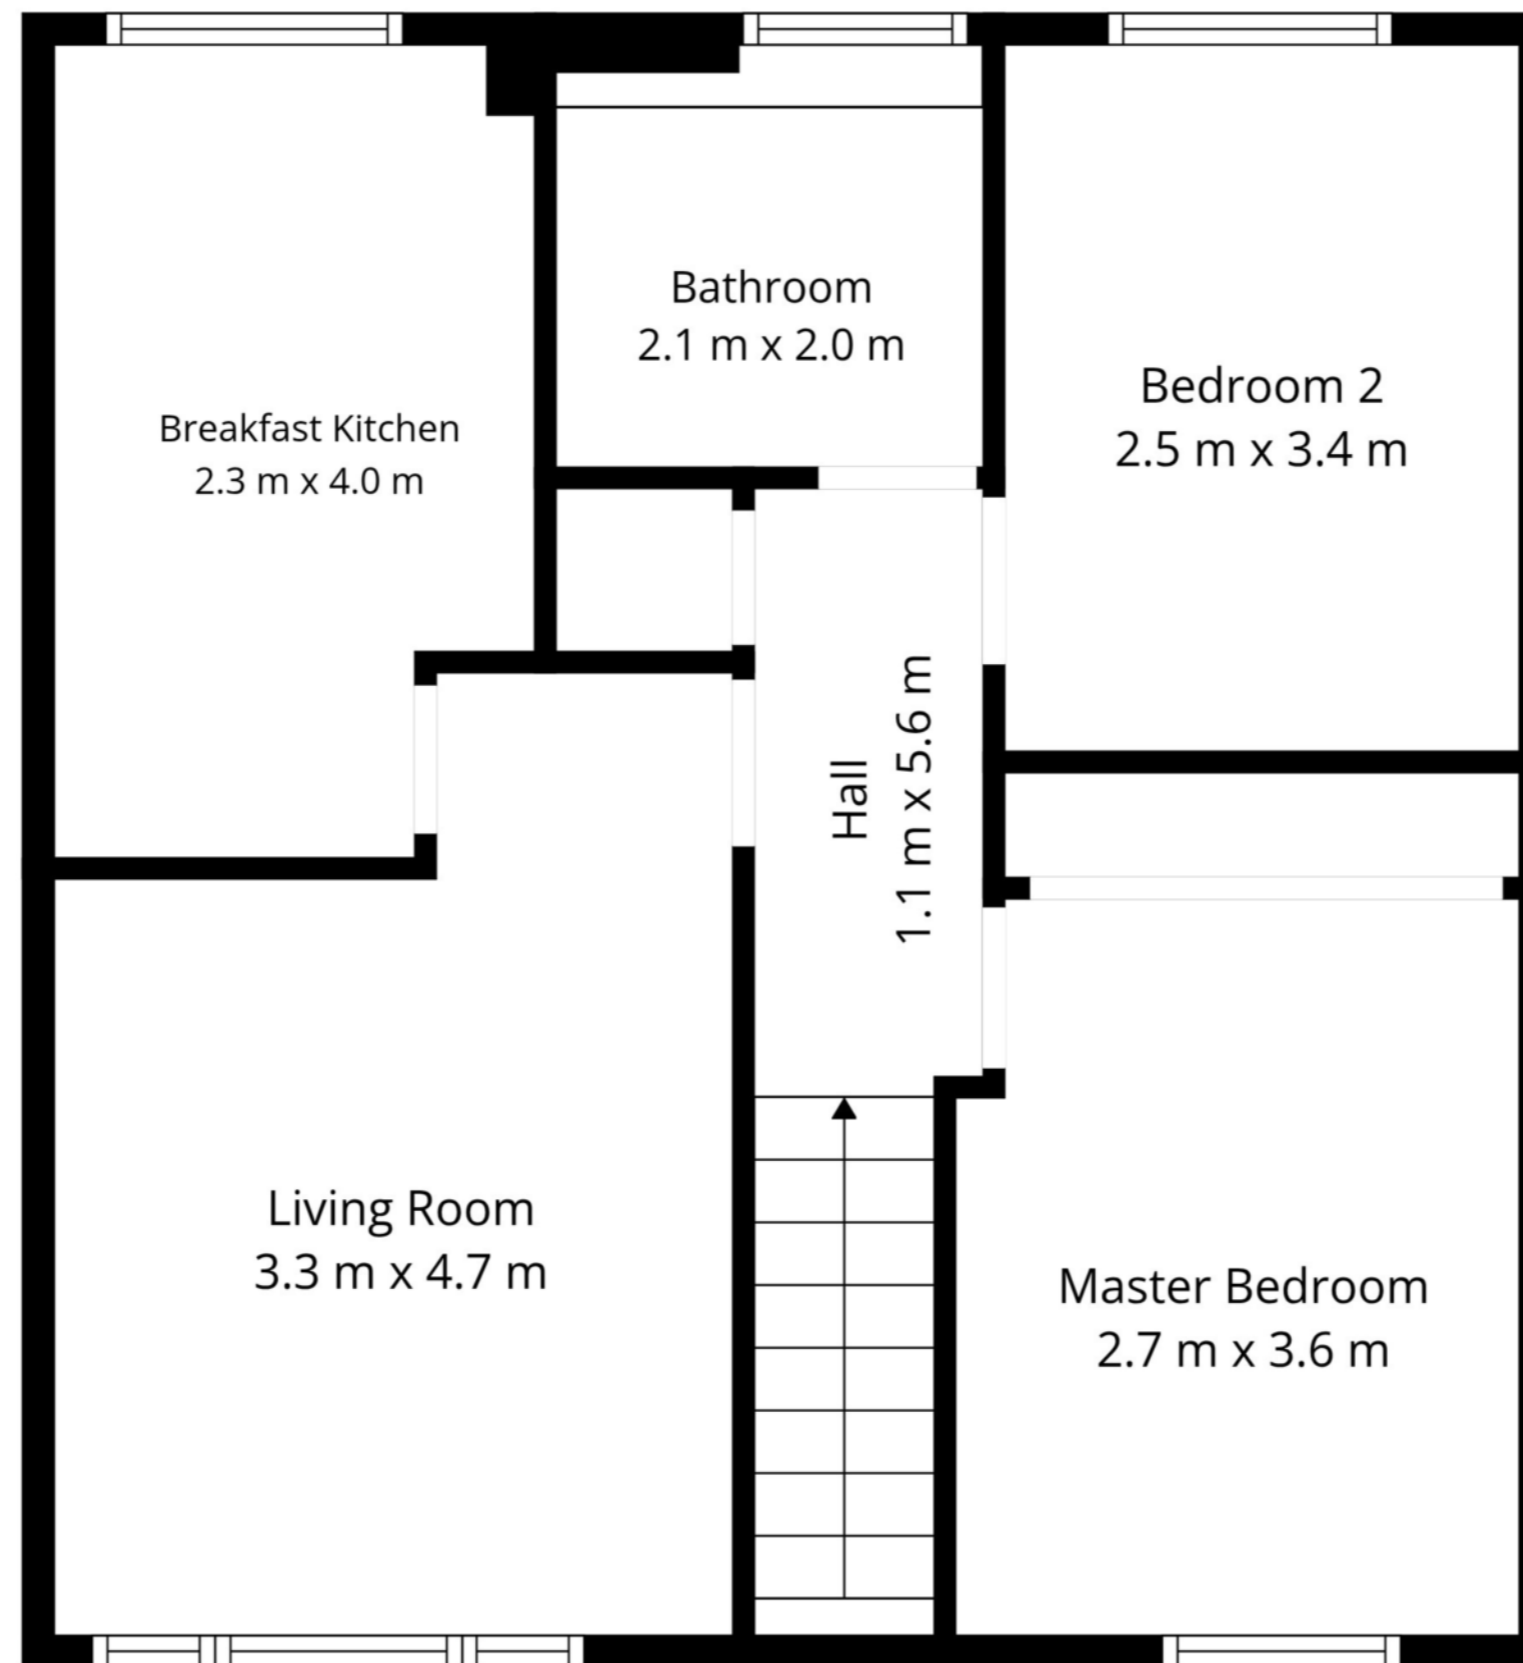 Bathroom
2.1 m x 2.0 m
Bedroom 2
2.5 m x 3.4 m
Breakfast Kitchen
2.3 m x 4.0 m
Hall
1.1 m x 5.6 m
Living Room
3.3 m x 4.7 m
Master Bedroom
2.7 m x 3.6 m